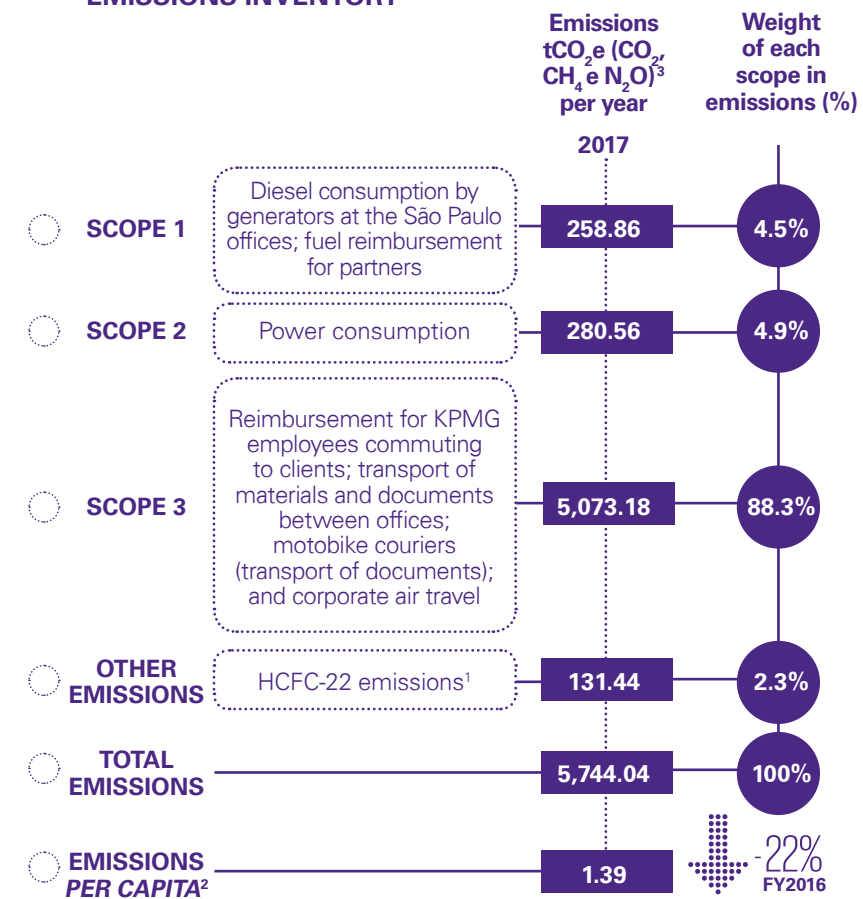 EMISSIONS INVENTORY
Emissions
tCO₂e (CO₂,
CH₄ e N₂O)³
per year
Weight
of each
scope in
emissions (%)
2017
SCOPE 1
Diesel consumption by
generators at the São Paulo
offices; fuel reimbursement
for partners
258.86
4.5%
SCOPE 2
Power consumption
280.56
4.9%
SCOPE 3
Reimbursement for KPMG
employees commuting
to clients; transport of
materials and documents
between offices;
motobike couriers
(transport of documents);
and corporate air travel
5,073.18
88.3%
OTHER
EMISSIONS
HCFC-22 emissions¹
131.44
2.3%
TOTAL
EMISSIONS
5,744.04
100%
EMISSIONS
PER CAPITA²
1.39
-22%
FY2016